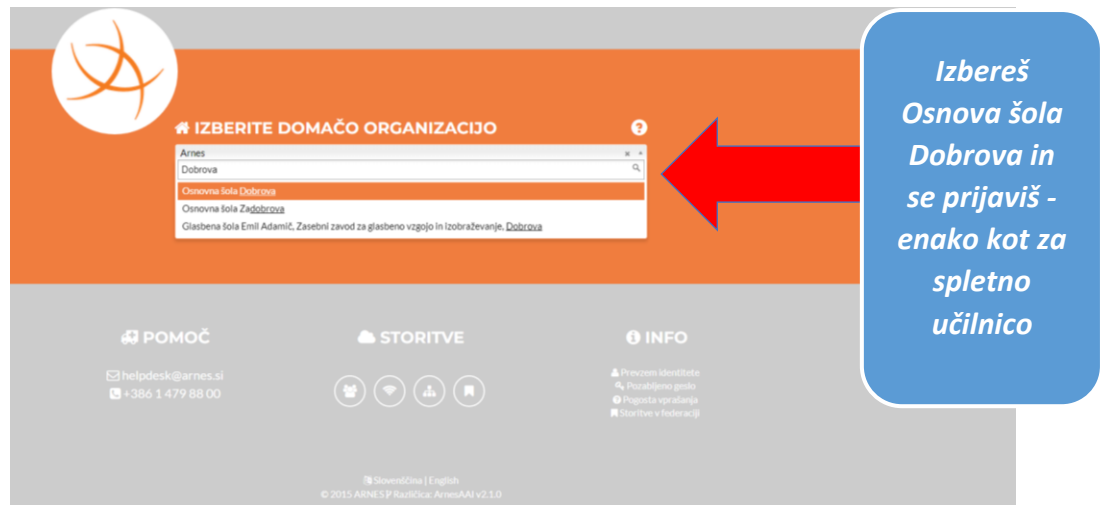 IZBERITE DOMAČO ORGANIZACIJO
Arnes
Dobrova
Osnovna šola Dobrova
Osnovna šola Zadobrova
Glasbena šola Emil Adamič, Zasebni zavod za glasbeno vzgojo in izobraževanje, Dobrova
Izbereš
Osnova šola
Dobrova in
se prijaviš -
enako kot za
spletno
učilnico
POMOČ
helpdesk@arnes.si
+386 1 479 88 00
STORITVE
INFO
Prevzem identitete
Pozabljeno geslo
Pogosta vprašanja
Storitve v federaciji
Slovenščina | English
© 2015 ARNES Različica: ArnesAAI v2.1.0